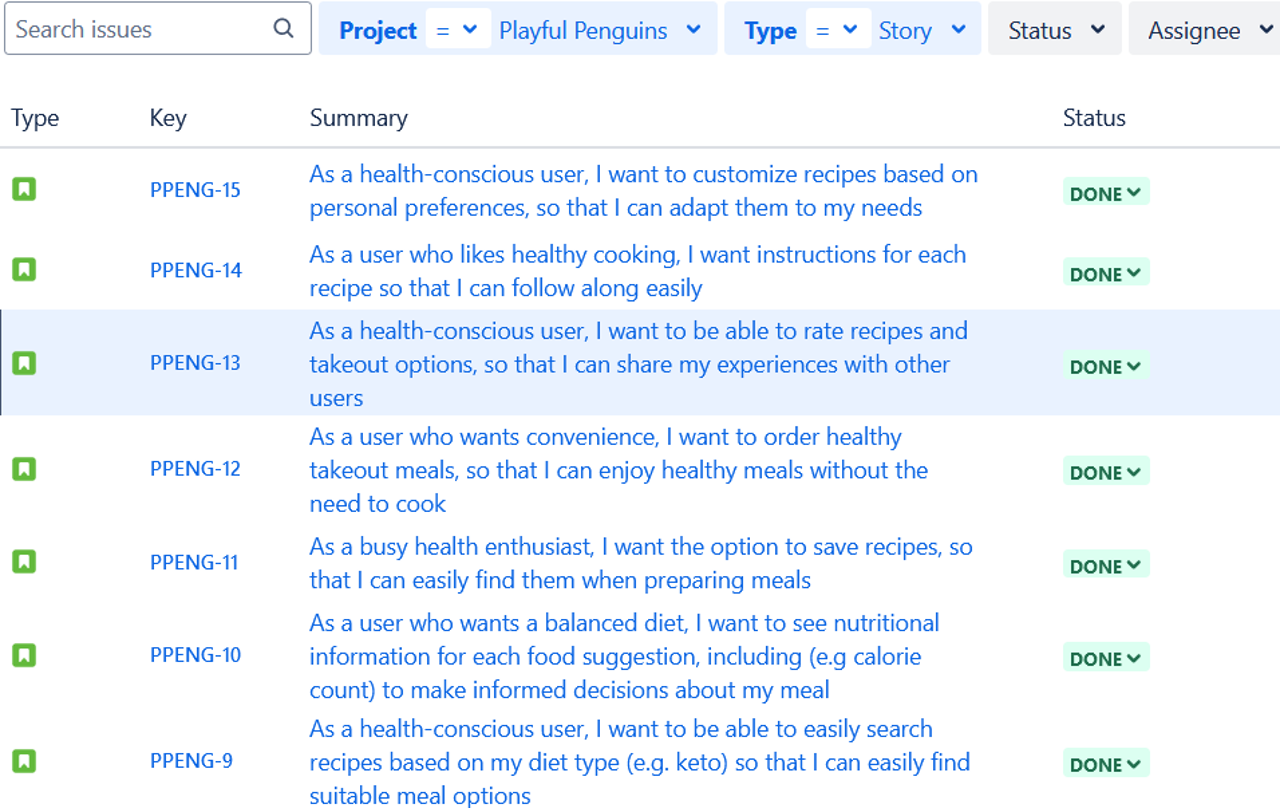 Search issues Project = Playful Penguins Type = Story Status Assignee
Type Key Summary Status
PPENG-15 As a health-conscious user, I want to customize recipes based on
personal preferences, so that I can adapt them to my needs DONE
PPENG-14 As a user who likes healthy cooking, I want instructions for each
recipe so that I can follow along easily DONE
As a health-conscious user, I want to be able to rate recipes and
PPENG-13 takeout options, so that I can share my experiences with other DONE
users
As a user who wants convenience, I want to order healthy
PPENG-12 takeout meals, so that I can enjoy healthy meals without the DONE
need to cook
PPENG-11 As a busy health enthusiast, I want the option to save recipes, so
that I can easily find them when preparing meals DONE
As a user who wants a balanced diet, I want to see nutritional
PPENG-10 information for each food suggestion, including (e.g calorie DONE
count) to make informed decisions about my meal
As a health-conscious user, I want to be able to easily search
PPENG-9 recipes based on my diet type (e.g. keto) so that I can easily find DONE
suitable meal options